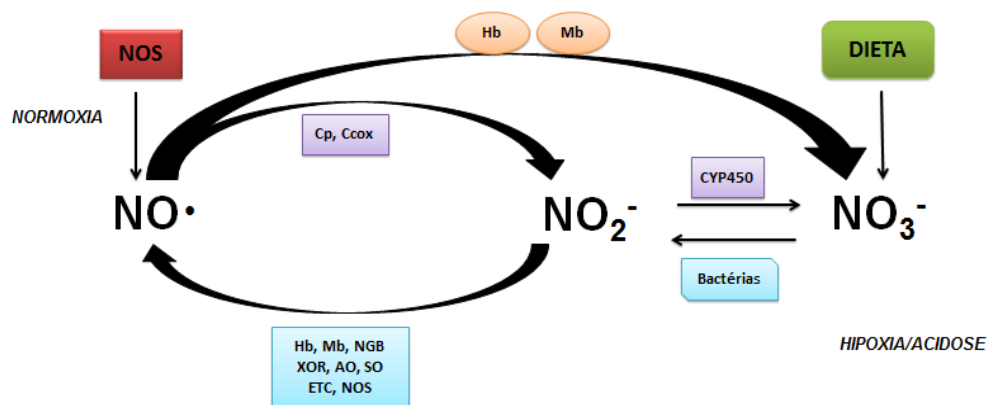 Hb
Mb
NOS
DIETA
NORMOXIA
Cp, Ccox
CYP450
NO•
NO₂⁻
NO₃⁻
Bactérias
Hb, Mb, NGB
XOR, AO, SO
ETC, NOS
HIPOXIA/ACIDOSE